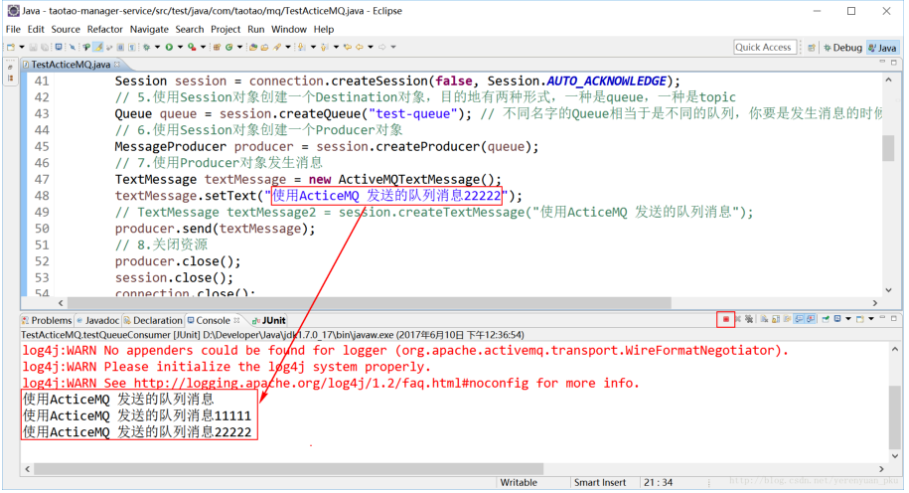 Java - taotao-manager-service/src/test/java/com/taotao/mq/TestActiceMQ.java - Eclipse
File Edit Source Refactor Navigate Search Project Run Window Help
Quick Access Debug Java
TestActiceMQ.java
41 Session session = connection.createSession(false, Session.AUTO_ACKNOWLEDGE);
42 // 5.使用Session对象创建一个Destination对象，目的地有两种形式，一种是queue，一种是topic
43 Queue queue = session.createQueue("test-queue"); // 不同名字的Queue相当于是不同的队列，你要是发生消息的时候
44 // 6.使用Session对象创建一个Producer对象
45 MessageProducer producer = session.createProducer(queue);
46 // 7.使用Producer对象发生消息
47 TextMessage textMessage = new ActiveMQTextMessage();
48 textMessage.setText("使用ActiceMQ 发送的队列消息22222");
49 // TextMessage textMessage2 = session.createTextMessage("使用ActiceMQ 发送的队列消息");
50 producer.send(textMessage);
51 // 8.关闭资源
52 producer.close();
53 session.close();
54 connection.close();
Problems Javadoc Declaration Console JUnit
TestActiceMQ.testQueueConsumer [JUnit] D:\Developer\Java\jdk1.7.0_17\bin\javaw.exe (2017年6月10日 下午12:36:54)
log4j:WARN No appenders could be found for logger (org.apache.activemq.transport.WireFormatNegotiator).
log4j:WARN Please initialize the log4j system properly.
log4j:WARN See http://logging.apache.org/log4j/1.2/faq.html#noconfig for more info.
使用ActiceMQ 发送的队列消息
使用ActiceMQ 发送的队列消息11111
使用ActiceMQ 发送的队列消息22222
Writable Smart Insert 21 : 34